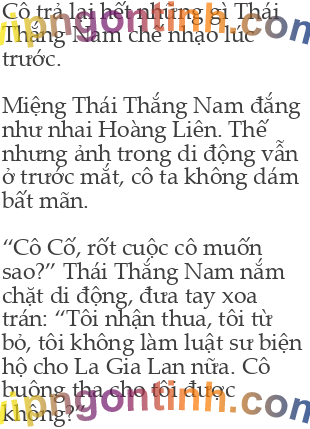 Cô trả lại hết những gì Thái
Thắng Nam chế nhạo lúc
trước.
Miệng Thái Thắng Nam đắng
như nhai Hoàng Liên. Thế
nhưng ảnh trong di động vẫn
ở trước mắt, cô ta không dám
bất mãn.
“Cô Cố, rốt cuộc cô muốn
sao?” Thái Thắng Nam nắm
chặt di động, đưa tay xoa
trán: “Tôi nhận thua, tôi từ
bỏ, tôi không làm luật sư biện
hộ cho La Gia Lan nữa. Cô
buông tha cho tôi được
không?”
vipngontinh.com
vipngontinh.com